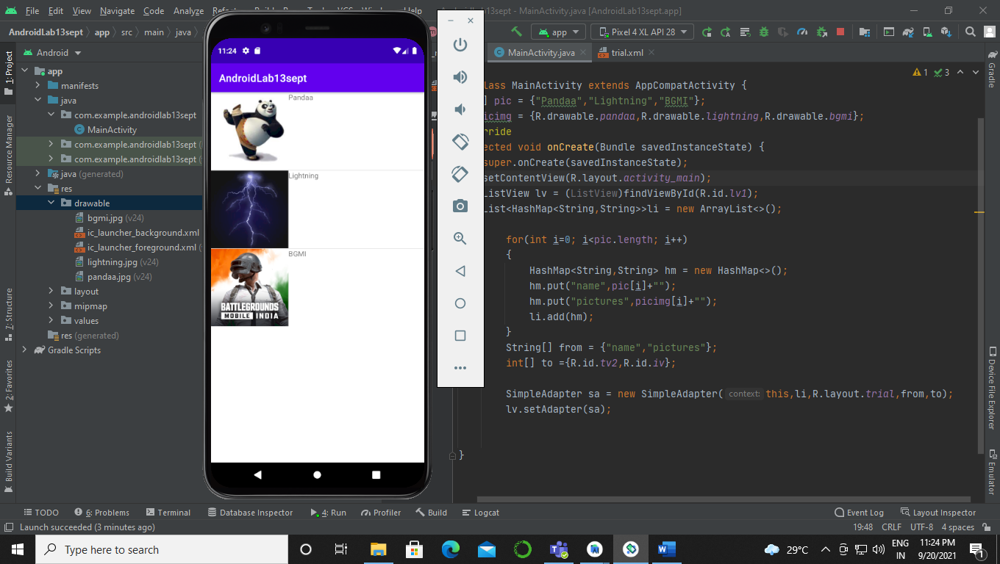 File Edit View Navigate Code Analyze Refactor Build Run Tools VCS Window Help
AndroidLab13sept - MainActivity.java [AndroidLab13sept.app]
AndroidLab13sept app src main java
app Pixel 4 XL API 28
Android
MainActivity.java trial.xml
1: Project
Resource Manager
7: Structure
2: Favorites
Build Variants
app
manifests
java
com.example.androidlab13sept
MainActivity
com.example.androidlab13sept
com.example.androidlab13sept
java (generated)
res
drawable
bgmi.jpg (v24)
ic_launcher_background.xml
ic_launcher_foreground.xml
lightning.jpg (v24)
pandaa.jpg (v24)
layout
mipmap
values
res (generated)
Gradle Scripts
11:24
AndroidLab13sept
Pandaa
Lightning
BGMI
BATTLEGROUNDS
MOBILE INDIA
1 3
lass MainActivity extends AppCompatActivity {
] pic = {"Pandaa","Lightning","BGMI"};
icimg = {R.drawable.pandaa,R.drawable.lightning,R.drawable.bgmi};
rride
ected void onCreate(Bundle savedInstanceState) {
super.onCreate(savedInstanceState);
setContentView(R.layout.activity_main);
ListView lv = (ListView)findViewById(R.id.lv1);
List<HashMap<String,String>>li = new ArrayList<>();
for(int i=0; i<pic.length; i++)
{
HashMap<String,String> hm = new HashMap<>();
hm.put("name",pic[i]+"");
hm.put("pictures",picimg[i]+"");
li.add(hm);
}
String[] from = {"name","pictures"};
int[] to ={R.id.tv2,R.id.iv};
SimpleAdapter sa = new SimpleAdapter( context: this,li,R.layout.trial,from,to);
lv.setAdapter(sa);
}
Gradle
Device File Explorer
Emulator
TODO 6: Problems Terminal Database Inspector 4: Run Profiler Build Logcat Event Log Layout Inspector
Launch succeeded (3 minutes ago) 19:48 CRLF UTF-8 4 spaces
Type here to search
29°C
ENG
IN
11:24 PM
9/20/2021
1